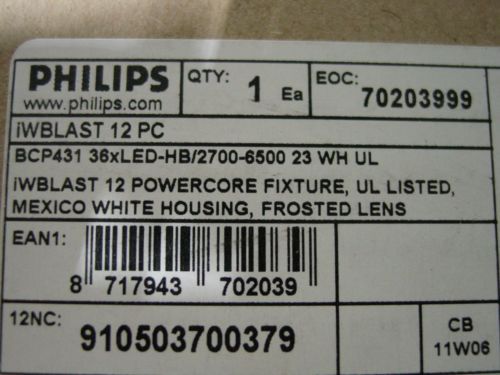 PHILIPS
www.philips.com
QTY: 1 Ea
EOC: 70203999
iWBLAST 12 PC
BCP431 36xLED-HB/2700-6500 23 WH UL
iWBLAST 12 POWERCORE FIXTURE, UL LISTED,
MEXICO WHITE HOUSING, FROSTED LENS
EAN1:
8 717943 702039
12NC: 910503700379
CB
11W06